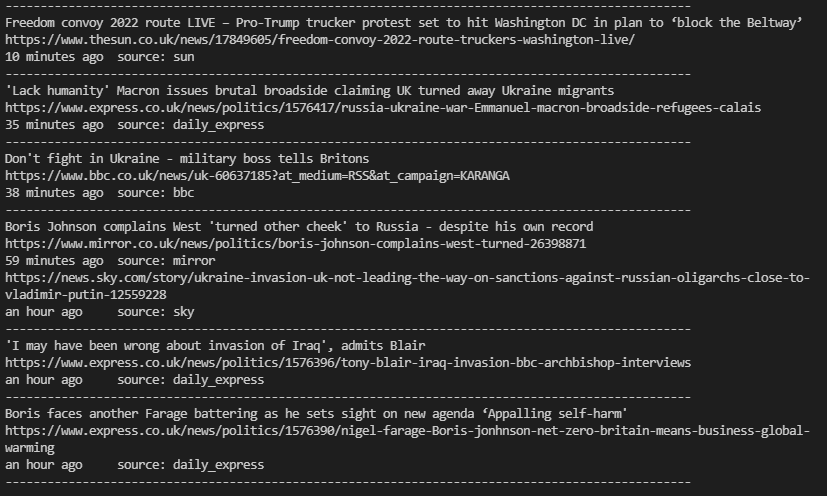 --------------------------------------------------------------------------------------------------
Freedom convoy 2022 route LIVE – Pro-Trump trucker protest set to hit Washington DC in plan to ‘block the Beltway’
https://www.thesun.co.uk/news/17849605/freedom-convoy-2022-route-truckers-washington-live/
10 minutes ago  source: sun
--------------------------------------------------------------------------------------------------
'Lack humanity' Macron issues brutal broadside claiming UK turned away Ukraine migrants
https://www.express.co.uk/news/politics/1576417/russia-ukraine-war-Emmanuel-macron-broadside-refugees-calais
35 minutes ago  source: daily_express
--------------------------------------------------------------------------------------------------
Don't fight in Ukraine - military boss tells Britons
https://www.bbc.co.uk/news/uk-60637185?at_medium=RSS&at_campaign=KARANGA
38 minutes ago  source: bbc
--------------------------------------------------------------------------------------------------
Boris Johnson complains West 'turned other cheek' to Russia - despite his own record
https://www.mirror.co.uk/news/politics/boris-johnson-complains-west-turned-26398871
59 minutes ago  source: mirror
https://news.sky.com/story/ukraine-invasion-uk-not-leading-the-way-on-sanctions-against-russian-oligarchs-close-to-
vladimir-putin-12559228
an hour ago     source: sky
--------------------------------------------------------------------------------------------------
'I may have been wrong about invasion of Iraq', admits Blair
https://www.express.co.uk/news/politics/1576396/tony-blair-iraq-invasion-bbc-archbishop-interviews
an hour ago     source: daily_express
--------------------------------------------------------------------------------------------------
Boris faces another Farage battering as he sets sight on new agenda ‘Appalling self-harm'
https://www.express.co.uk/news/politics/1576390/nigel-farage-Boris-jonhnson-net-zero-britain-means-business-global-
warming
an hour ago     source: daily_express
--------------------------------------------------------------------------------------------------